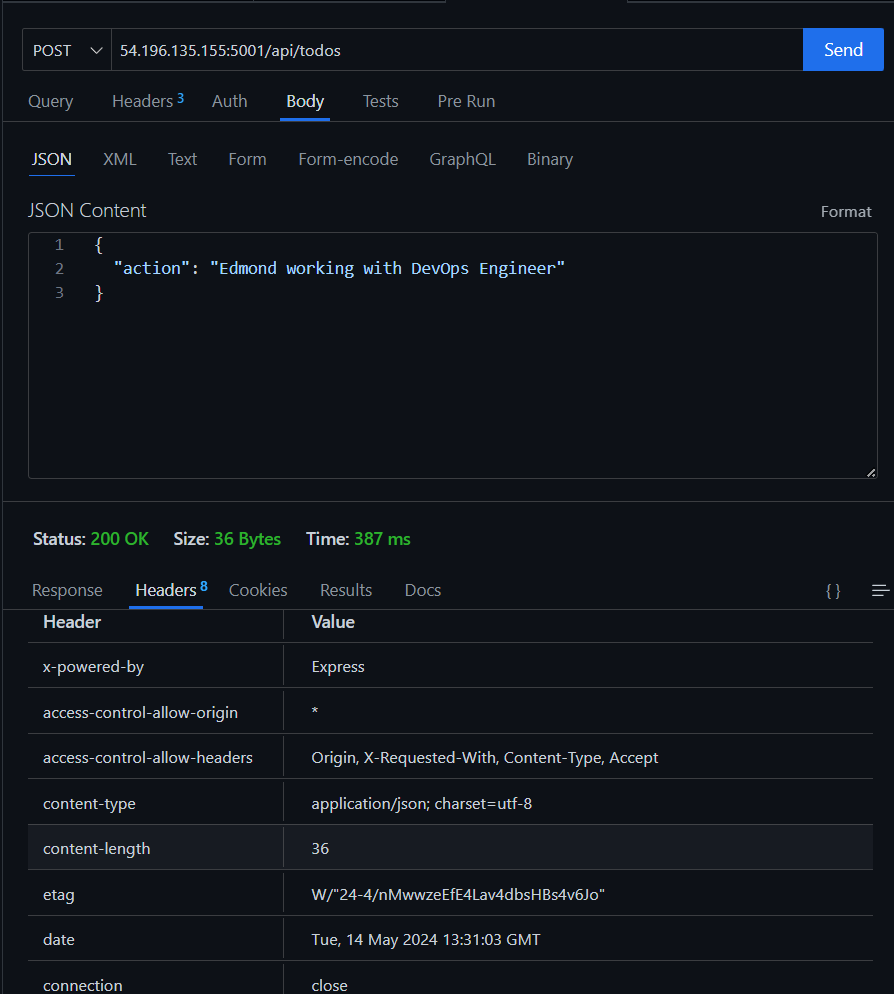 POST 54.196.135.155:5001/api/todos Send
Query Headers 3 Auth Body Tests Pre Run
JSON XML Text Form Form-encode GraphQL Binary
JSON Content Format
1 {
2 "action": "Edmond working with DevOps Engineer"
3 }
Status: 200 OK Size: 36 Bytes Time: 387 ms
Response Headers 8 Cookies Results Docs { }
Header Value
x-powered-by Express
access-control-allow-origin *
access-control-allow-headers Origin, X-Requested-With, Content-Type, Accept
content-type application/json; charset=utf-8
content-length 36
etag W/"24-4/nMwwzeEfE4Lav4dbsHBs4v6Jo"
date Tue, 14 May 2024 13:31:03 GMT
connection close